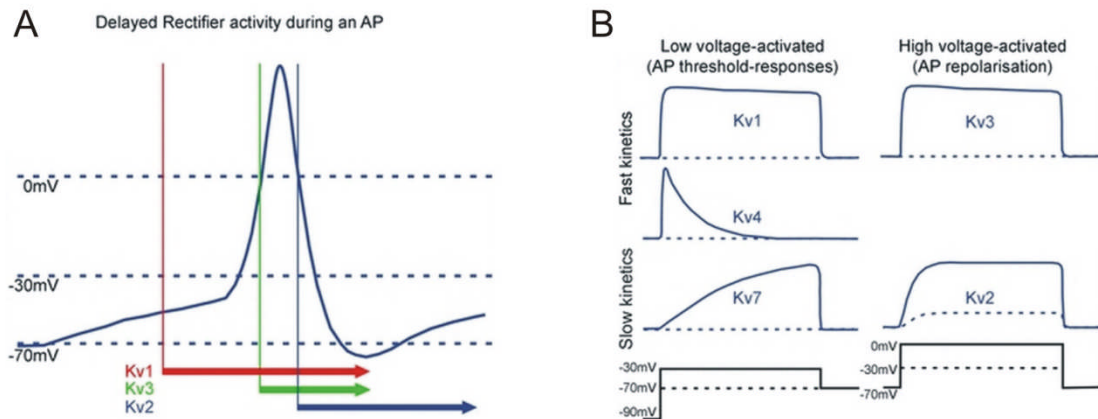 A
Delayed Rectifier activity during an AP
0mV
-30mV
-70mV
Kv1
Kv3
Kv2
B
Low voltage-activated
(AP threshold-responses)
High voltage-activated
(AP repolarisation)
Fast kinetics
Kv1
Kv3
Kv4
Slow kinetics
Kv7
Kv2
-30mV
-70mV
-90mV
0mV
-30mV
-70mV